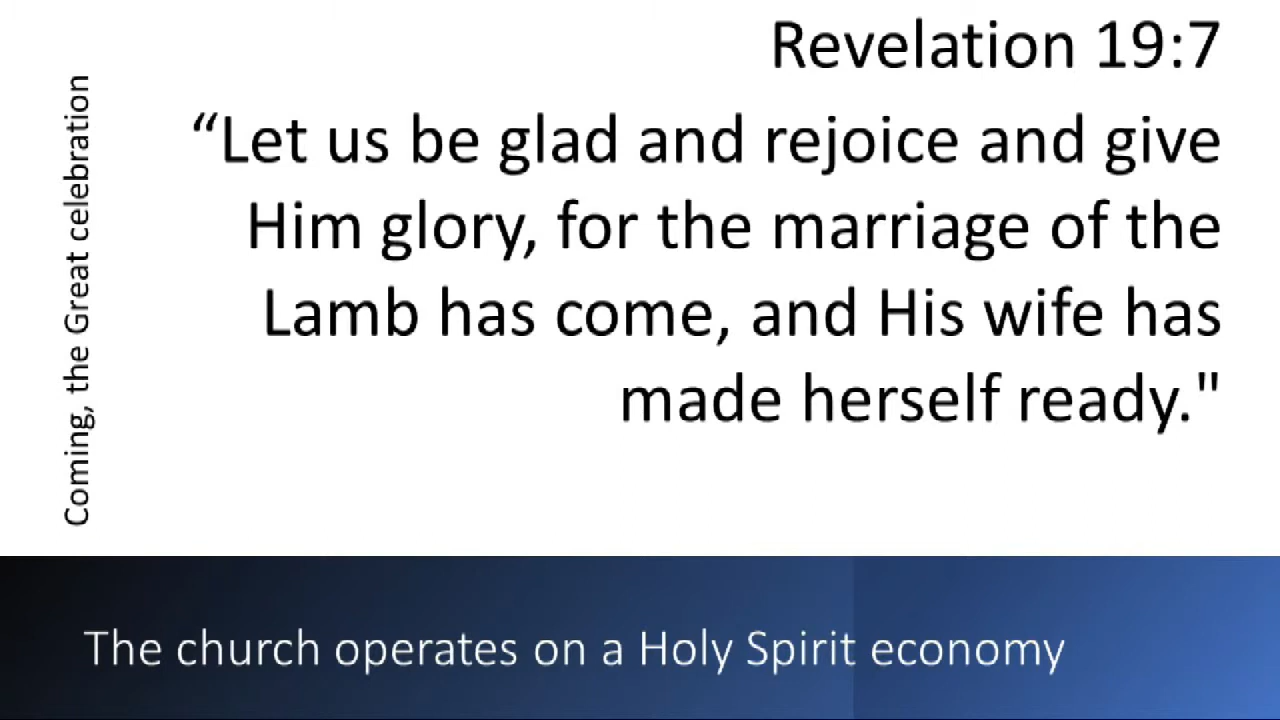 Revelation 19:7
“Let us be glad and rejoice and give
Him glory, for the marriage of the
Lamb has come, and His wife has
made herself ready."
Coming, the Great celebration
The church operates on a Holy Spirit economy